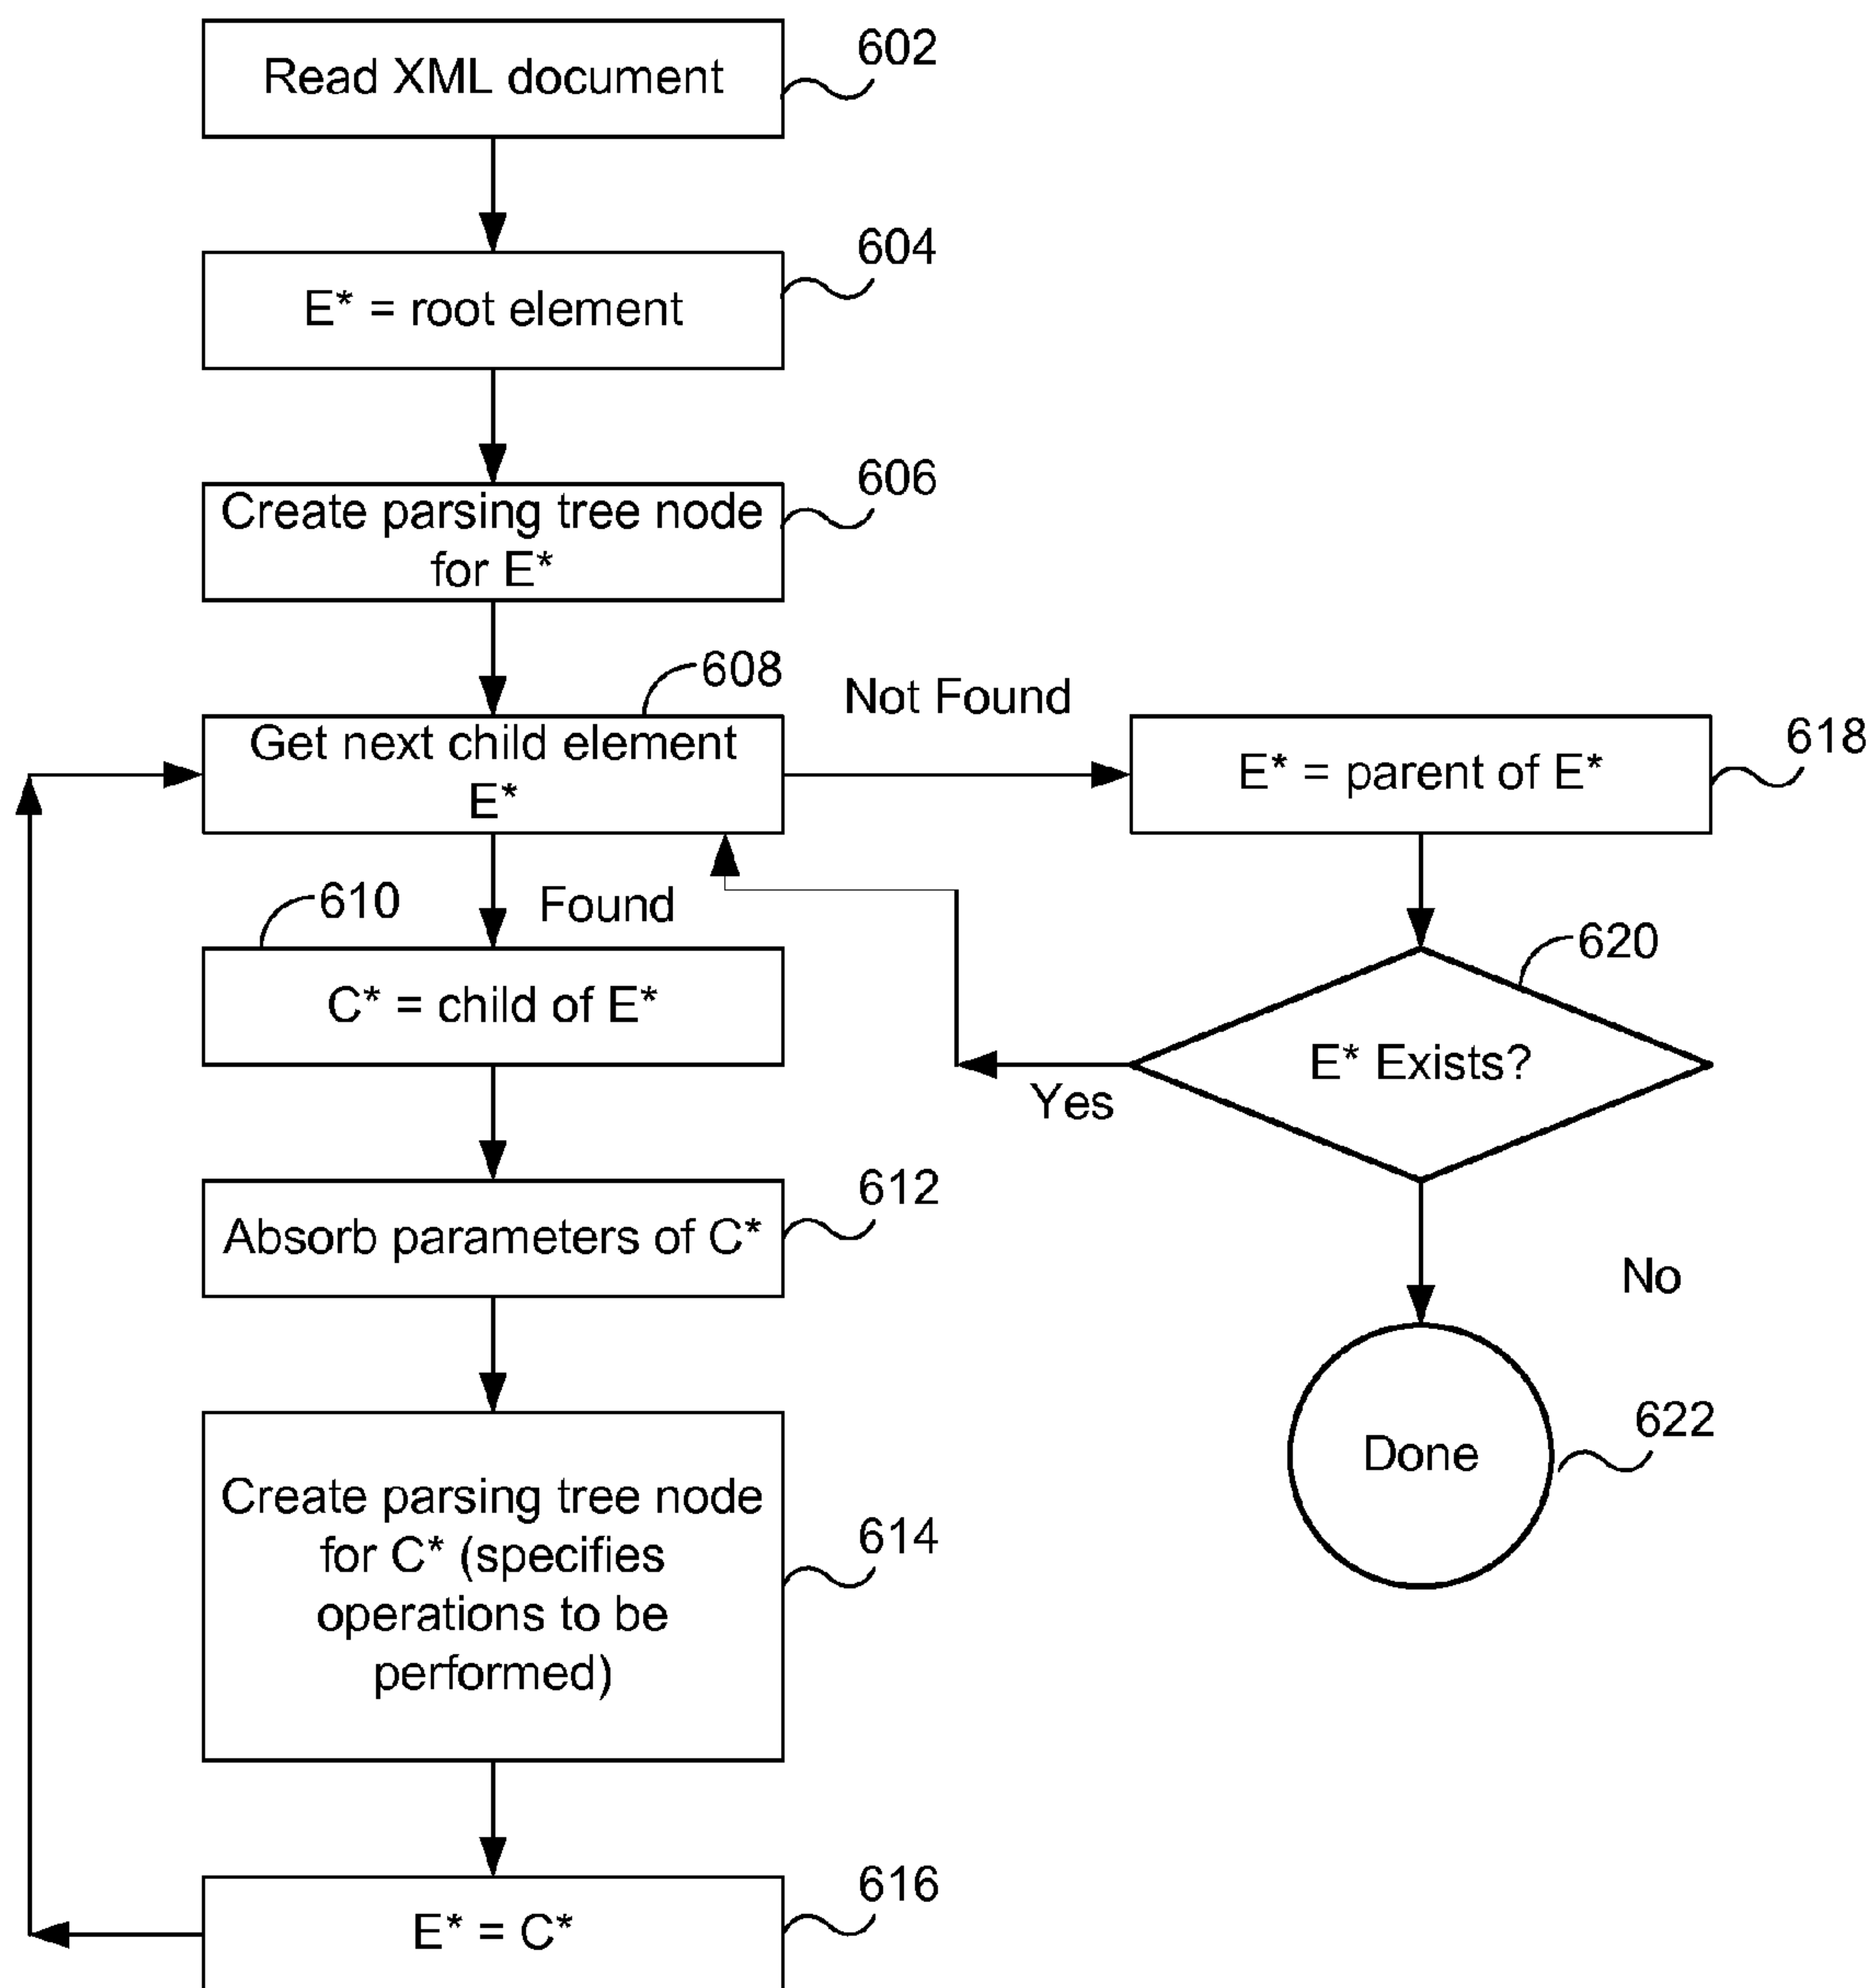 Read XML document
602
E* = root element
604
Create parsing tree node
for E*
606
608
Get next child element
E*
Not Found
E* = parent of E*
618
610
Found
C* = child of E*
620
E* Exists?
Yes
Absorb parameters of C*
612
No
Create parsing tree node
for C* (specifies
operations to be
performed)
614
Done
622
E* = C*
616